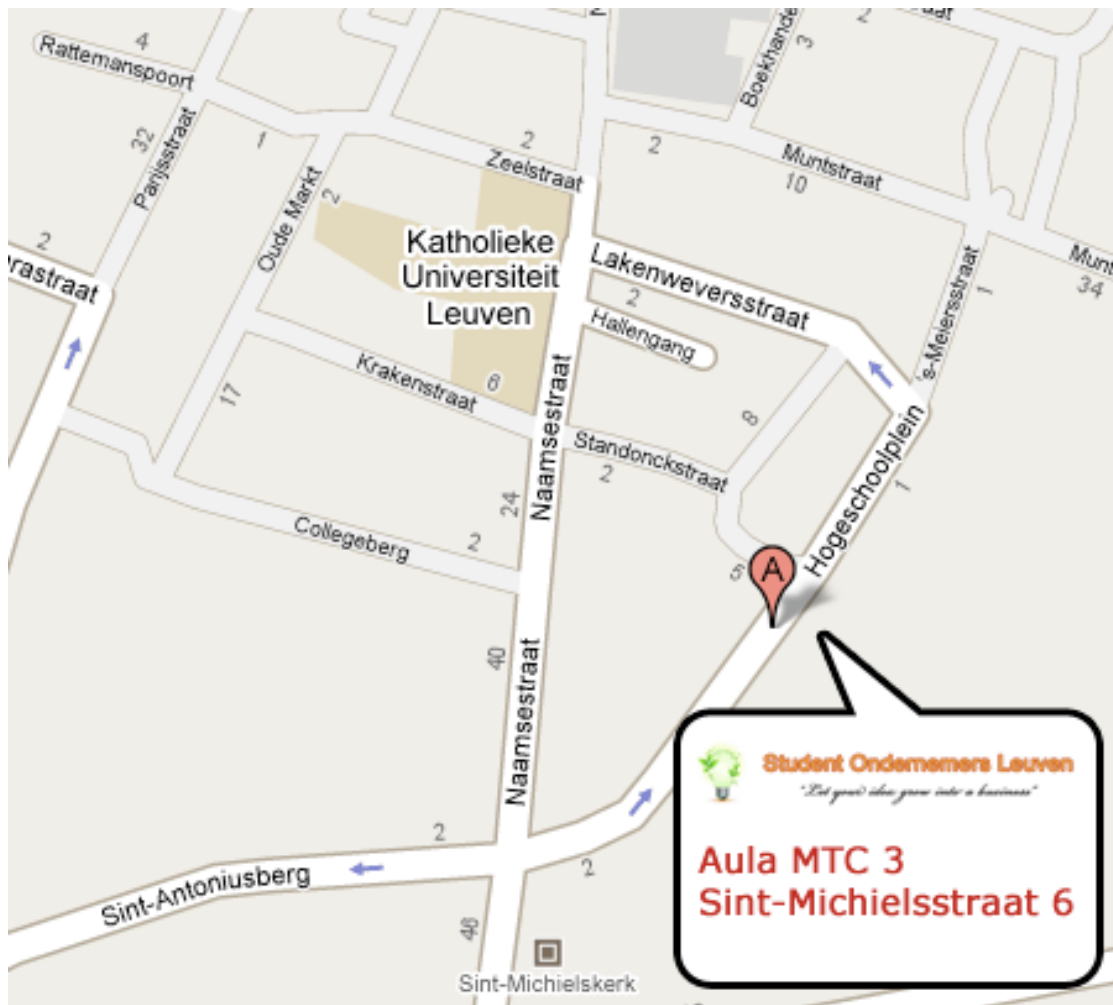 4
Rattemanspoort
2
3
Boekhande
32
Parijsstraat
1
2
Zeelstraat
2
Muntstraat
10
2
Oude Markt
2
erastraat
Katholieke
Universiteit
Leuven
Lakenweversstraat
2
Hallengang
1
's-Meiersstraat
Munt
34
Krakenstraat
6
17
Naamsestraat
8
Standonckstraat
2
Hogeschoolplein
1
24
Collegeberg
2
5
A
40
Naamsestraat
Student Ondernemers Leuven
"Let your idea grow into a business"
Aula MTC 3
Sint-Michielsstraat 6
2
2
Sint-Antoniusberg
46
Sint-Michielskerk